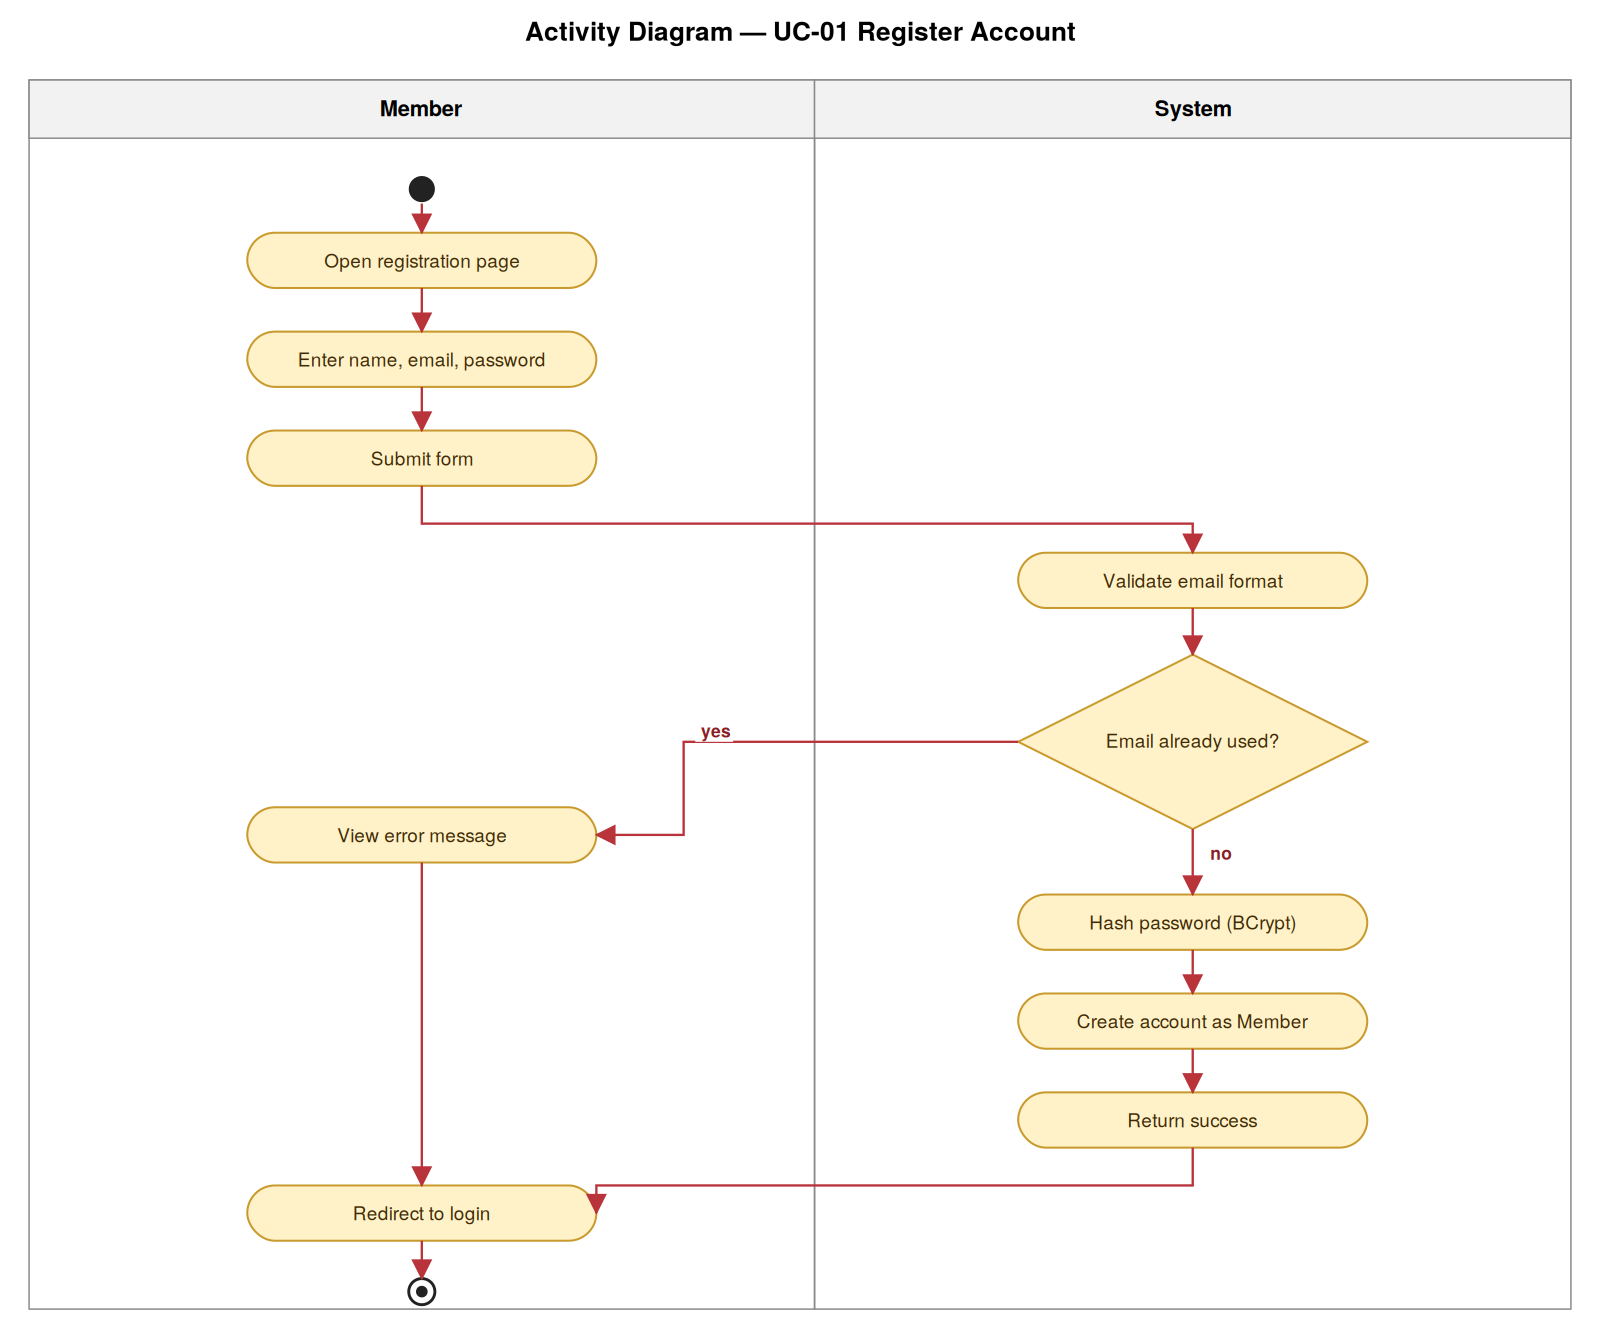 Activity Diagram — UC-01 Register Account
Member
System
Open registration page
Enter name, email, password
Submit form
Validate email format
Email already used?
yes
View error message
no
Hash password (BCrypt)
Create account as Member
Return success
Redirect to login